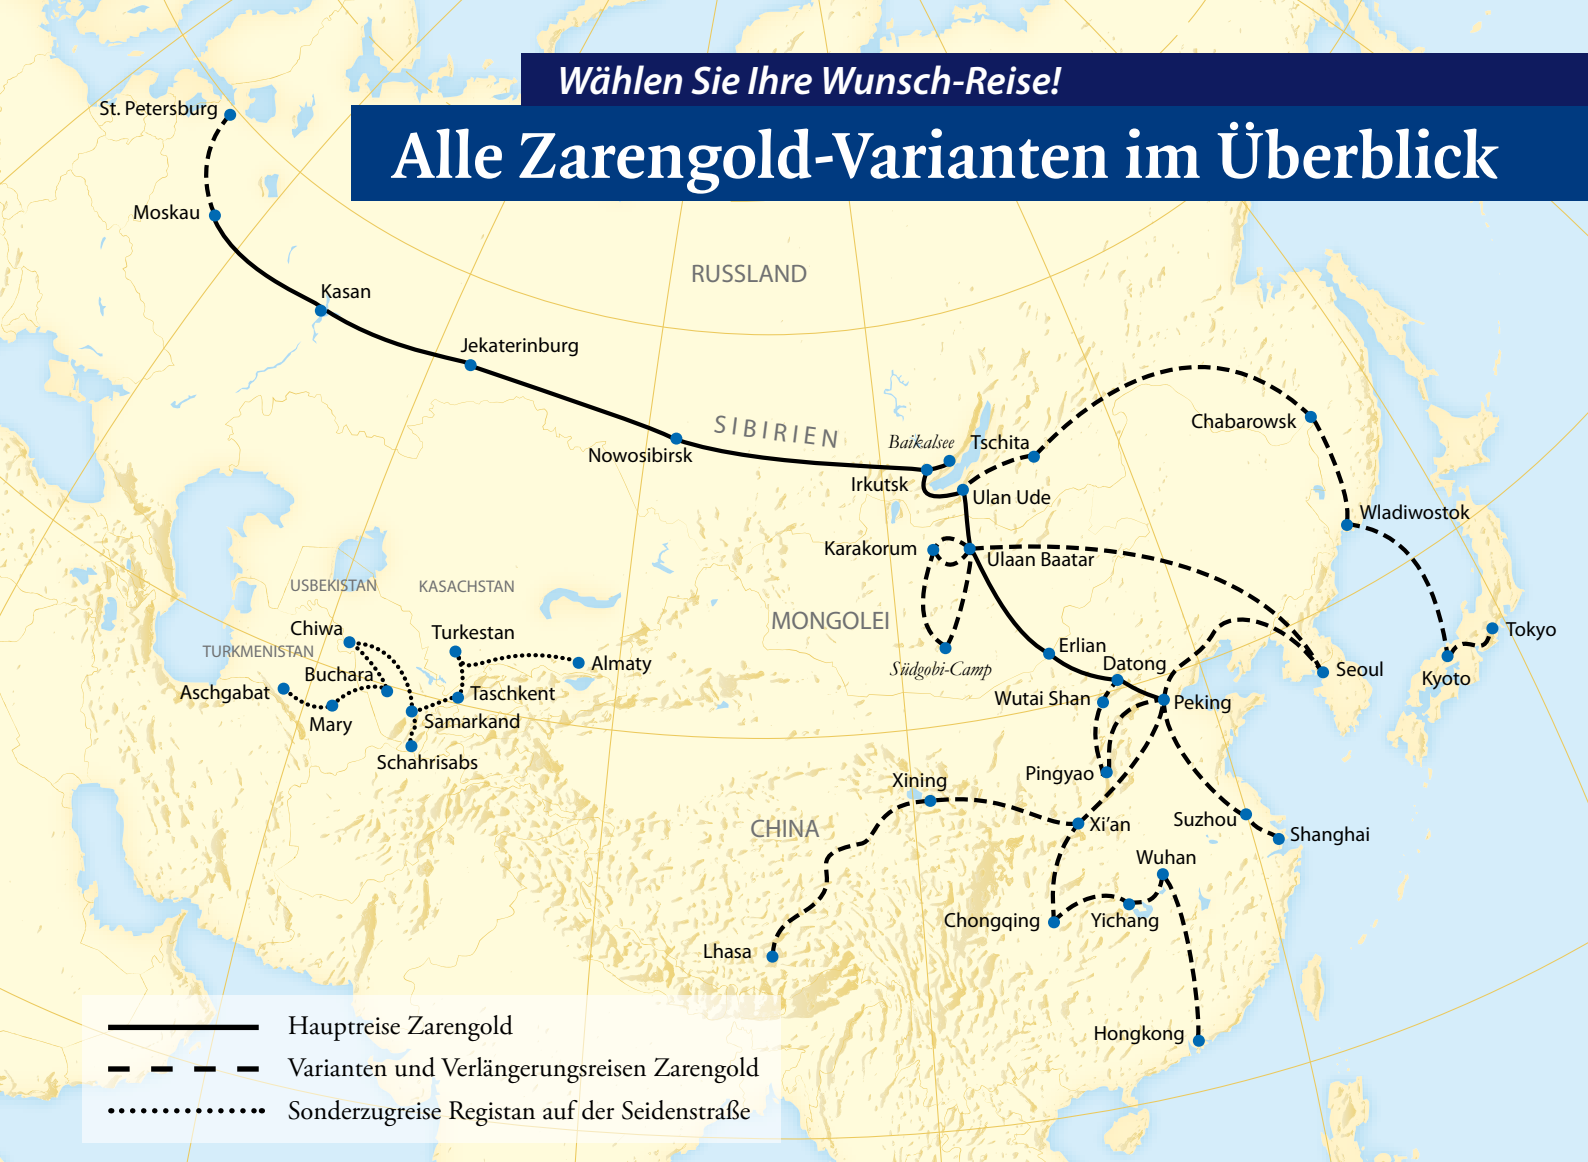 Wählen Sie Ihre Wunsch-Reise!
Alle Zarengold-Varianten im Überblick
St. Petersburg
Moskau
RUSSLAND
Kasan
Jekaterinburg
SIBIRIEN
Nowosibirsk
Baikalsee
Tschita
Chabarowsk
Irkutsk
Ulan Ude
Wladiwostok
Karakorum
Ulaan Baatar
USBEKISTAN
KASACHSTAN
MONGOLEI
Chiwa
Turkestan
Tokyo
TURKMENISTAN
Erlian
Almaty
Datong
Südgobi-Camp
Seoul
Buchara
Kyoto
Aschgabat
Taschkent
Wutai Shan
Peking
Mary
Samarkand
Schahrisabs
Pingyao
Xining
CHINA
Xi'an
Suzhou
Shanghai
Wuhan
Chongqing
Yichang
Lhasa
Hongkong
Hauptreise Zarengold
Varianten und Verlängerungsreisen Zarengold
Sonderzugreise Registan auf der Seidenstraße